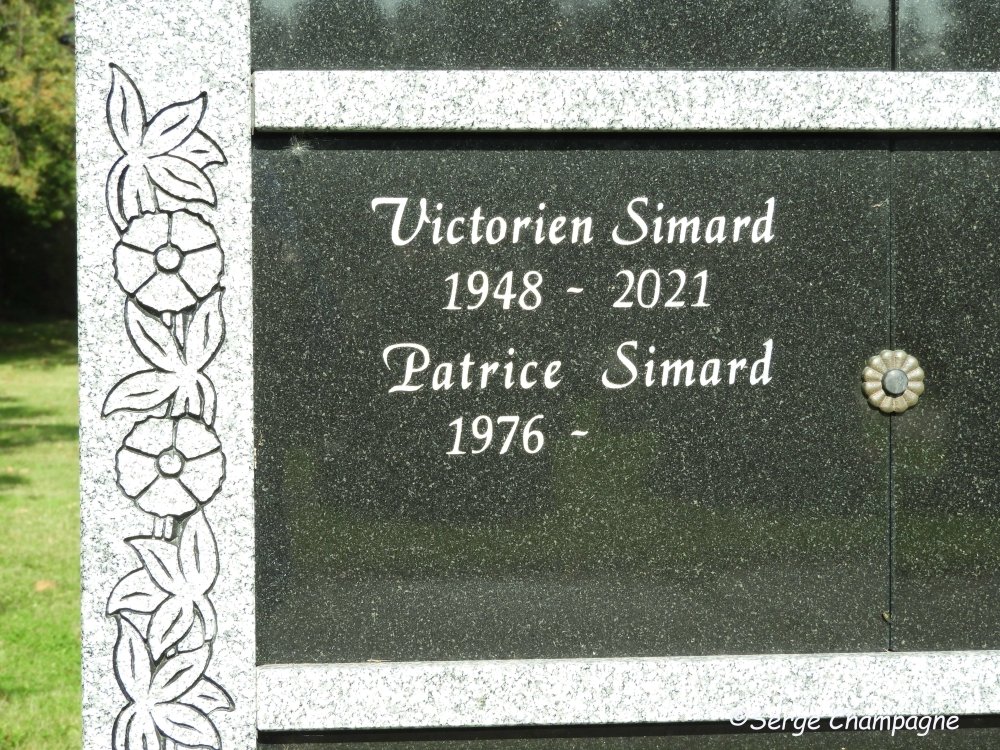 Victorien Simard
1948 - 2021
Patrice Simard
1976 -
©Serge Champagne